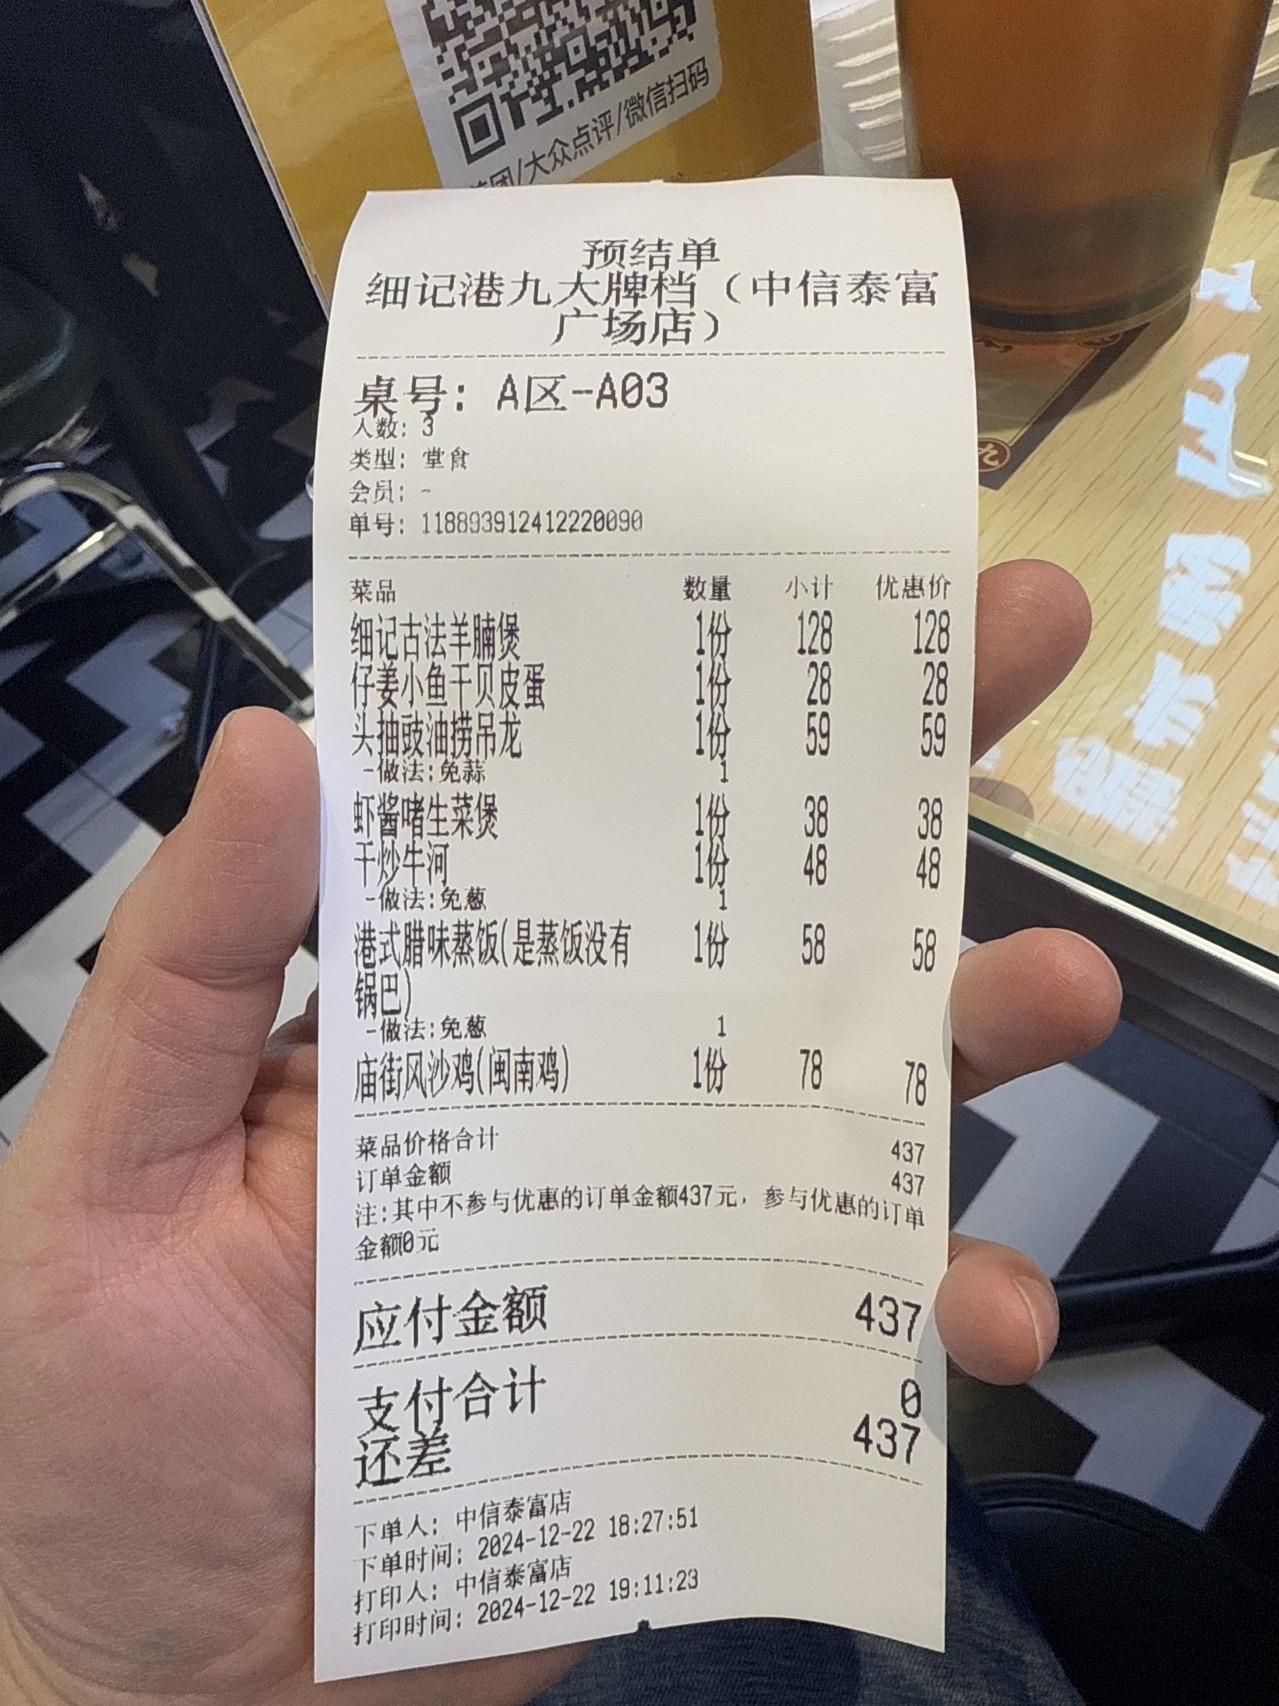 团/大众点评/微信扫码
预结单
细记港九大牌档（中信泰富
广场店）
桌号: A区-A03
人数: 3
类型: 堂食
会员: -
单号: 118893912412220090
菜品 数量 小计 优惠价
细记古法羊腩煲 1份 128 128
仔姜小鱼干贝皮蛋 1份 28 28
头抽豉油捞吊龙 1份 59 59
-做法:免蒜 1
虾酱啫生菜煲 1份 38 38
干炒牛河 1份 48 48
-做法:免葱 1
港式腊味蒸饭(是蒸饭没有 1份 58 58
锅巴)
-做法:免葱 1
庙街风沙鸡(闽南鸡) 1份 78 78
菜品价格合计 437
订单金额 437
注:其中不参与优惠的订单金额437元, 参与优惠的订单
金额0元
应付金额 437
支付合计 0
还差 437
下单人: 中信泰富店
下单时间: 2024-12-22 18:27:51
打印人: 中信泰富店
打印时间: 2024-12-22 19:11:23
九